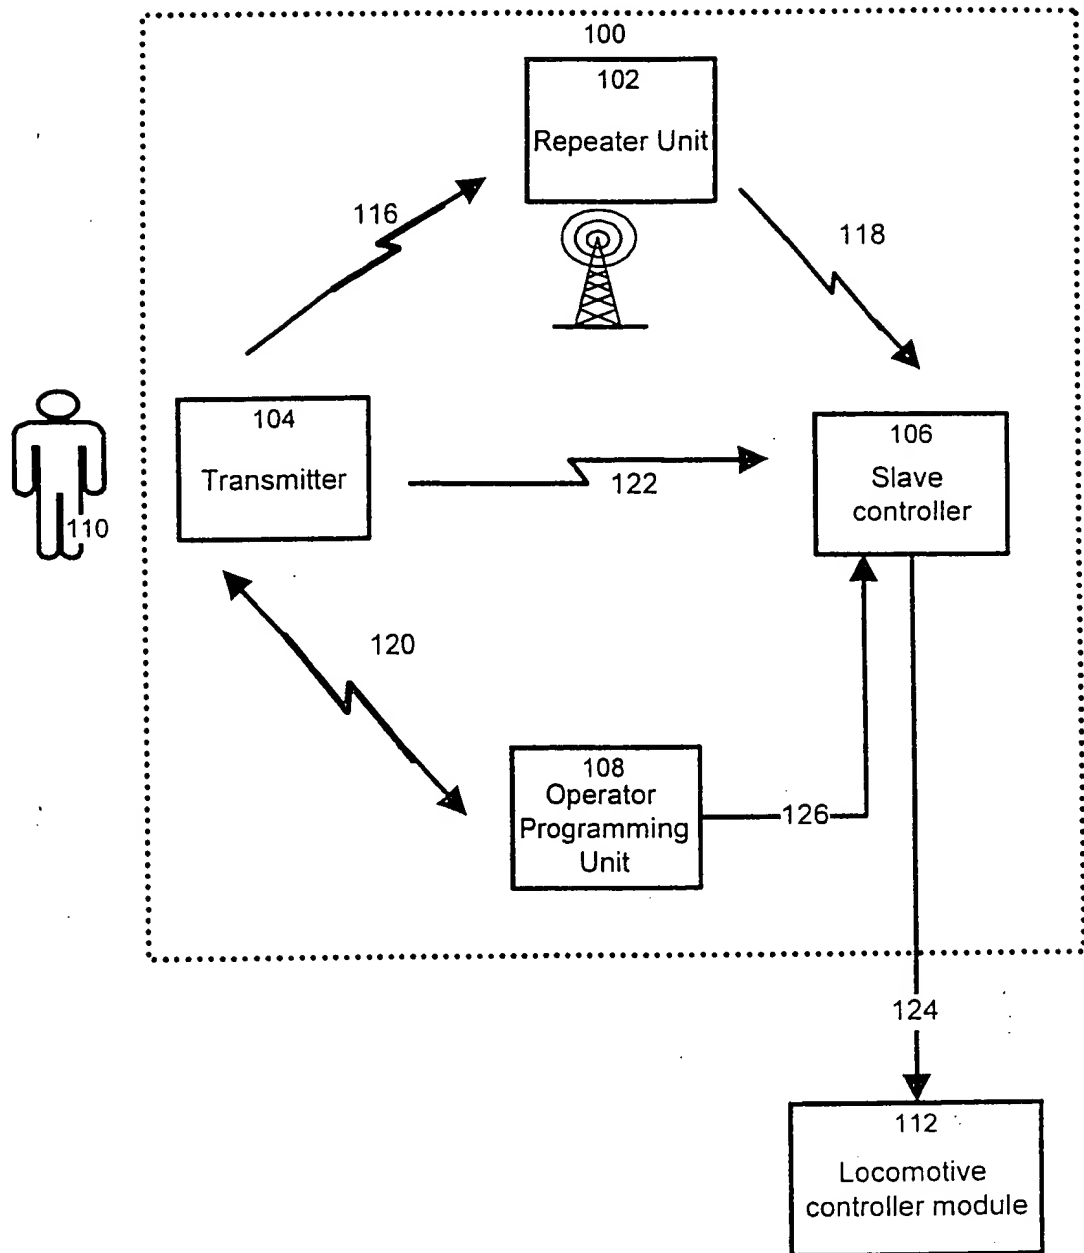 100
102
Repeater Unit
116
118
104
Transmitter
106
Slave
controller
122
110
120
108
Operator
Programming
Unit
126
124
112
Locomotive
controller module